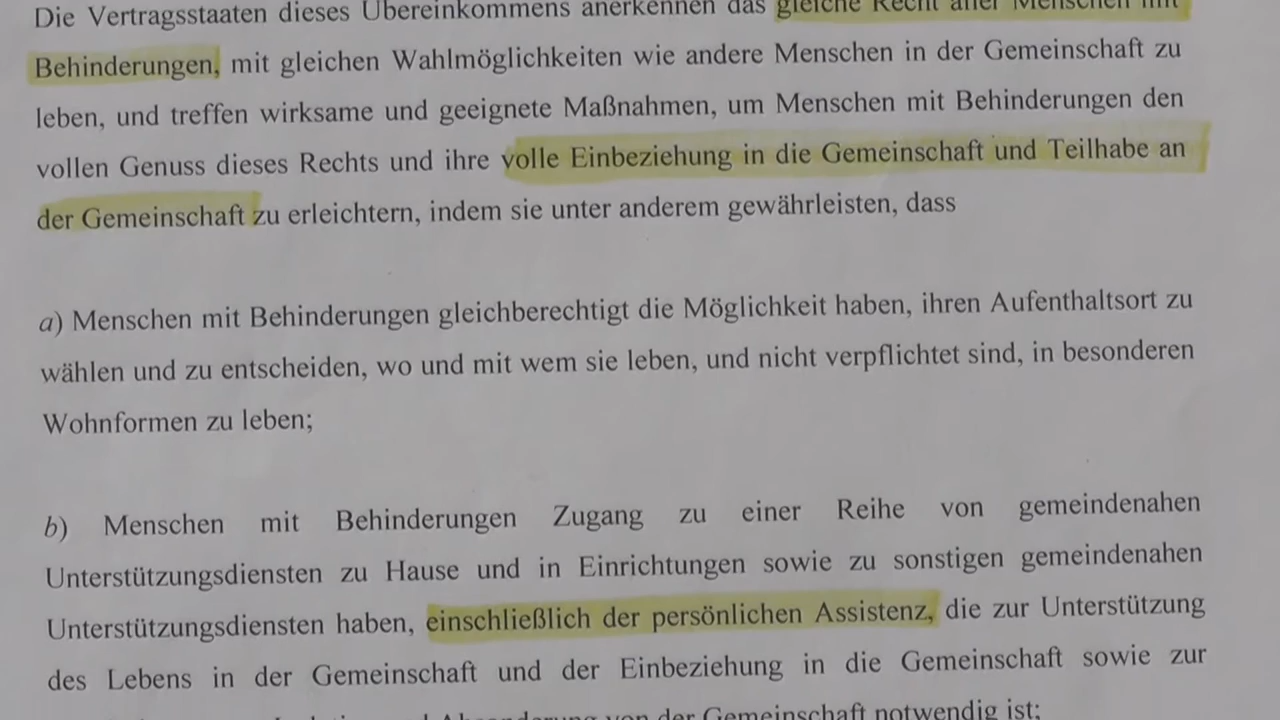 Die Vertragsstaaten dieses Übereinkommens anerkennen das gleiche Recht aller Menschen mit
Behinderungen, mit gleichen Wahlmöglichkeiten wie andere Menschen in der Gemeinschaft zu
leben, und treffen wirksame und geeignete Maßnahmen, um Menschen mit Behinderungen den
vollen Genuss dieses Rechts und ihre volle Einbeziehung in die Gemeinschaft und Teilhabe an
der Gemeinschaft zu erleichtern, indem sie unter anderem gewährleisten, dass
a) Menschen mit Behinderungen gleichberechtigt die Möglichkeit haben, ihren Aufenthaltsort zu
wählen und zu entscheiden, wo und mit wem sie leben, und nicht verpflichtet sind, in besonderen
Wohnformen zu leben;
b) Menschen mit Behinderungen Zugang zu einer Reihe von gemeindenahen
Unterstützungsdiensten zu Hause und in Einrichtungen sowie zu sonstigen gemeindenahen
Unterstützungsdiensten haben, einschließlich der persönlichen Assistenz, die zur Unterstützung
des Lebens in der Gemeinschaft und der Einbeziehung in die Gemeinschaft sowie zur
von der Gemeinschaft notwendig ist;